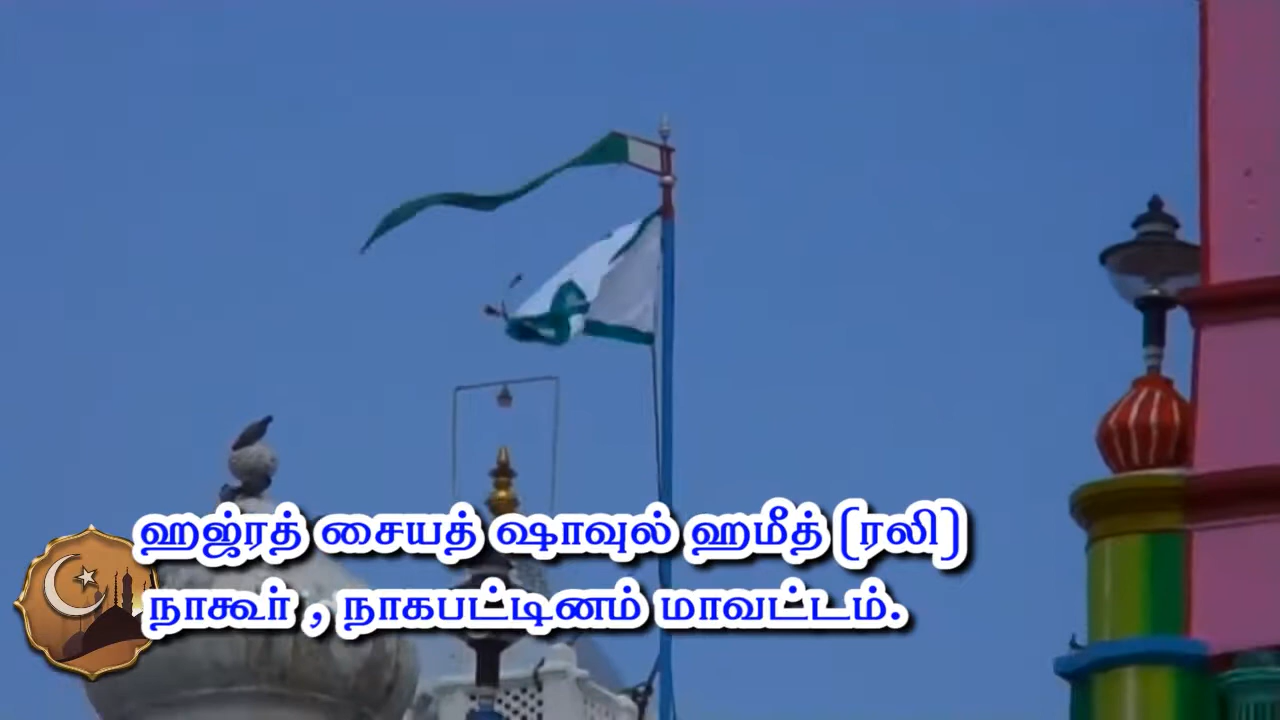 ஹஜ்ரத் சையத் ஷாவுல் ஹமீத் (ரலி)
நாகூர் , நாகபட்டினம் மாவட்டம்.